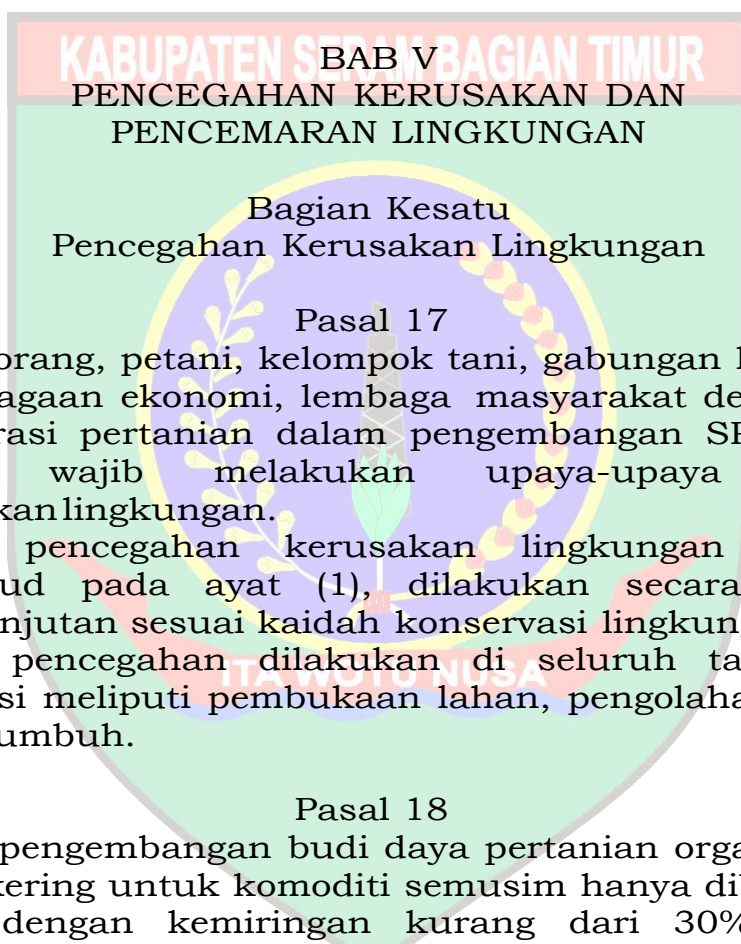 KABUPATEN SERAM BAGIAN TIMUR
BAB V
PENCEGAHAN KERUSAKAN DAN
PENCEMARAN LINGKUNGAN
Bagian Kesatu
Pencegahan Kerusakan Lingkungan
Pasal 17
orang, petani, kelompok tani, gabungan
agaan ekonomi, lembaga masyarakat de
rasi pertanian dalam pengembangan
wajib melakukan upaya-upaya
kanlingkungan.
pencegahan kerusakan lingkungan
ud pada ayat (1), dilakukan secara
njutan sesuai kaidah konservasi lingkun
pencegahan dilakukan di seluruh ta
ITA WOTU NUSA
si meliputi pembukaan lahan, pengolaha
umbuh.
Pasal 18
pengembangan budi daya pertanian orga
kering untuk komoditi semusim hanya di
dengan kemiringan kurang dari 30%